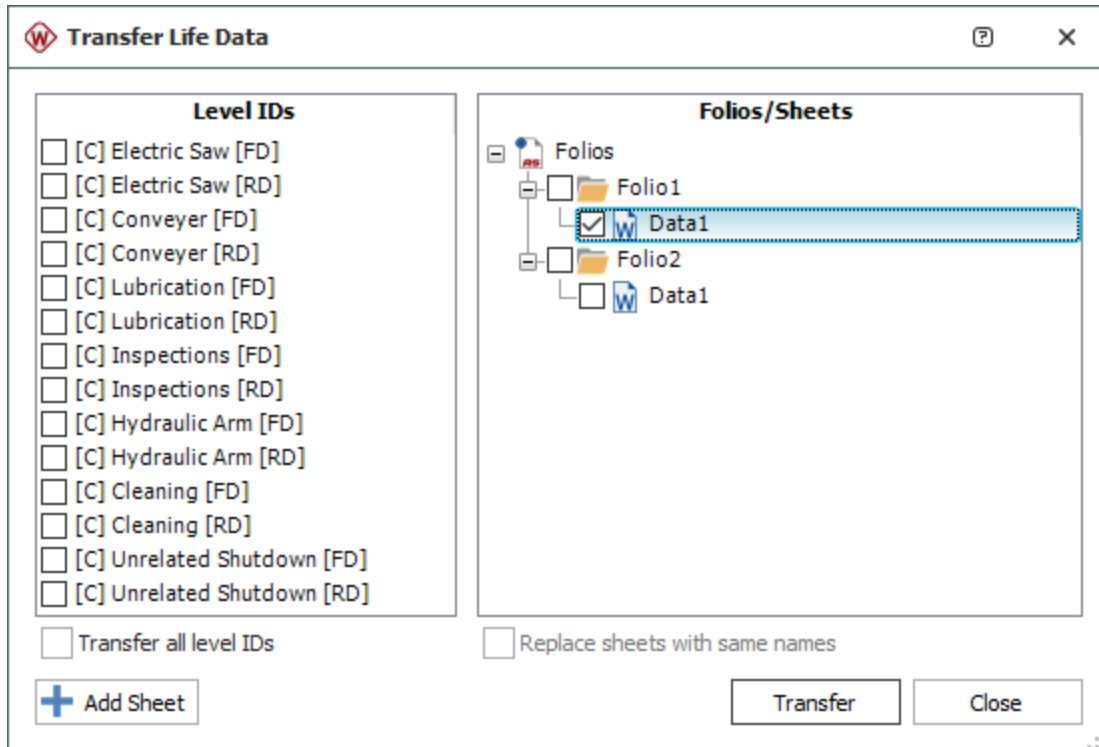 Transfer Life Data
Level IDs
[C] Electric Saw [FD]
[C] Electric Saw [RD]
[C] Conveyer [FD]
[C] Conveyer [RD]
[C] Lubrication [FD]
[C] Lubrication [RD]
[C] Inspections [FD]
[C] Inspections [RD]
[C] Hydraulic Arm [FD]
[C] Hydraulic Arm [RD]
[C] Cleaning [FD]
[C] Cleaning [RD]
[C] Unrelated Shutdown [FD]
[C] Unrelated Shutdown [RD]
Transfer all level IDs
Add Sheet
Folios/Sheets
Folios
Folio1
Data1
Folio2
Data1
Replace sheets with same names
Transfer
Close